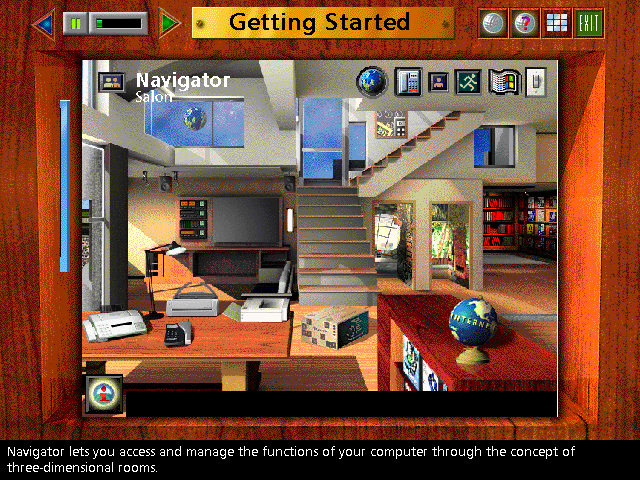 Getting Started
EXIT
Navigator
Salon
INTERNET
Navigator lets you access and manage the functions of your computer through the concept of
three-dimensional rooms.